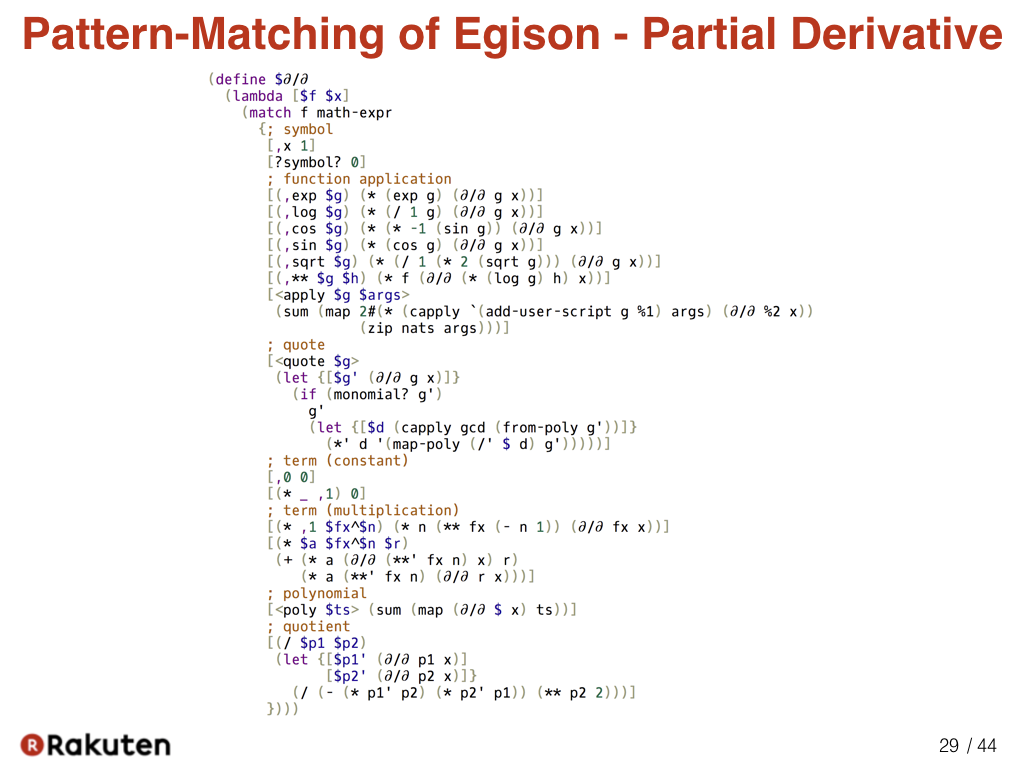 Pattern-Matching of Egison - Partial Derivative
(define $∂/∂
(lambda [$f $x]
(match f math-expr
{; symbol
[,x 1]
[?symbol? 0]
; function application
[(,exp $g) (* (exp g) (∂/∂ g x))]
[(,log $g) (* (/ 1 g) (∂/∂ g x))]
[(,cos $g) (* (* -1 (sin g)) (∂/∂ g x))]
[(,sin $g) (* (cos g) (∂/∂ g x))]
[(,sqrt $g) (* (/ 1 (* 2 (sqrt g))) (∂/∂ g x))]
[(,** $g $h) (* f (∂/∂ (* (log g) h) x))]
[<apply $g $args>
(sum (map 2#(* (capply `(add-user-script g %1) args) (∂/∂ %2 x))
(zip nats args)))]
; quote
[<quote $g>
(let {[$g' (∂/∂ g x)]}
(if (monomial? g')
g'
(let {[$d (capply gcd (from-poly g'))]}
(*' d '(map-poly (/' $ d) g')))))]
; term (constant)
[,0 0]
[(* _ ,1) 0]
; term (multiplication)
[(* ,1 $fx^$n) (* n (** fx (- n 1)) (∂/∂ fx x))]
[(* $a $fx^$n $r)
(+ (* a (∂/∂ (**' fx n) x) r)
(* a (**' fx n) (∂/∂ r x)))]
; polynomial
[<poly $ts> (sum (map (∂/∂ $ x) ts))]
; quotient
[(/ $p1 $p2)
(let {[$p1' (∂/∂ p1 x)]
[$p2' (∂/∂ p2 x)]}
(/ (- (* p1' p2) (* p2' p1)) (** p2 2)))]
})))
R Rakuten
29 / 44